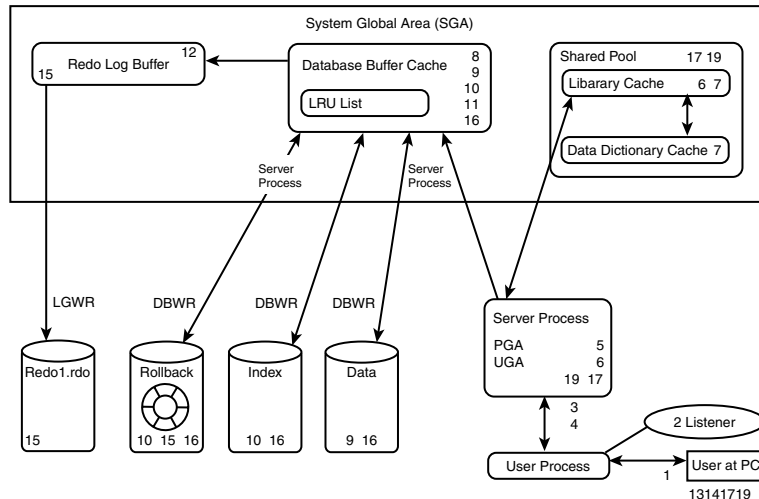 System Global Area (SGA)
Redo Log Buffer
12
15
Database Buffer Cache
8
9
10
11
16
LRU List
Shared Pool
17 19
Libarary Cache
6 7
Data Dictionary Cache 7
Server
Process
Server
Process
LGWR
DBWR
DBWR
DBWR
Redo1.rdo
15
Rollback
10 15 16
Index
10 16
Data
9 16
Server Process
PGA 5
UGA 6
19 17
3
4
2 Listener
User Process
1
User at PC
13141719